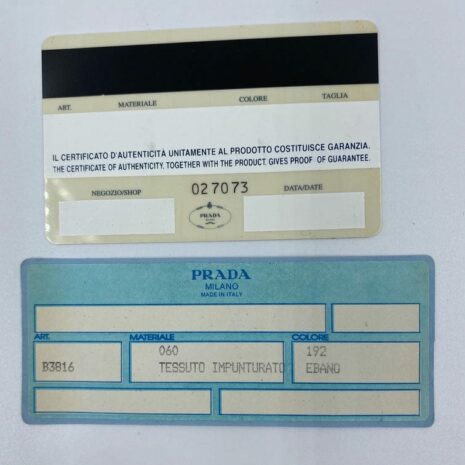 ART. MATERIALE COLORE TAGLIA
IL CERTIFICATO D'AUTENTICITÀ UNITAMENTE AL PRODOTTO COSTITUISCE GARANZIA.
THE CERTIFICATE OF AUTHENTICITY, TOGETHER WITH THE PRODUCT, GIVES PROOF OF GUARANTEE.
NEGOZIO/SHOP 027073 DATA/DATE
PRADA
MILANO
PRADA
MILANO
MADE IN ITALY
ART. MATERIALE COLORE
060 192
B3816 TESSUTO IMPUNTURATO EBANO